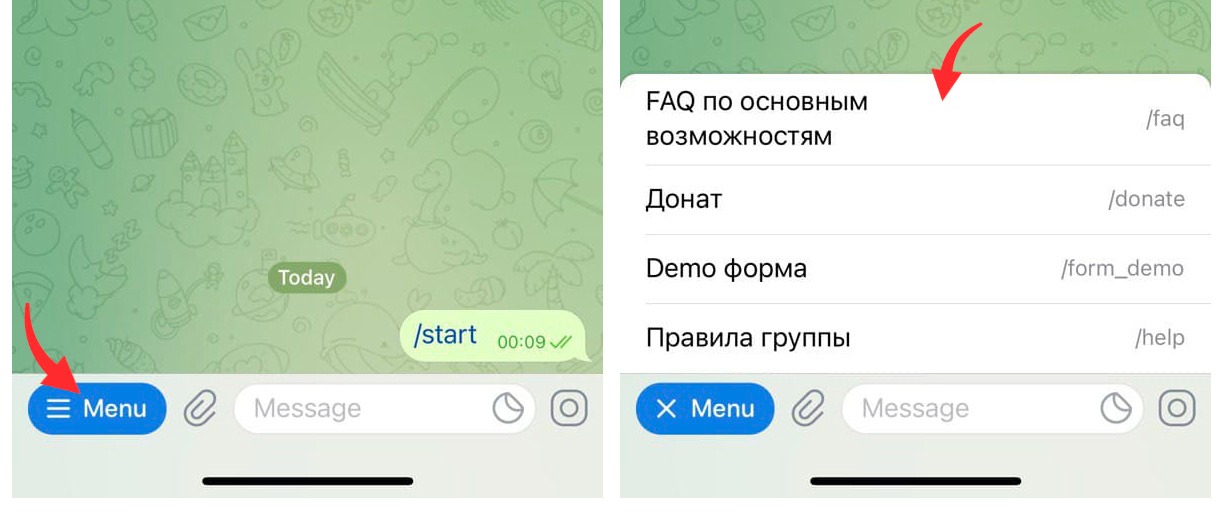 Today
/start 00:09
Menu
Message
FAQ по основным
возможностям
/faq
Донат
/donate
Demo форма
/form_demo
Правила группы
/help
Menu
Message